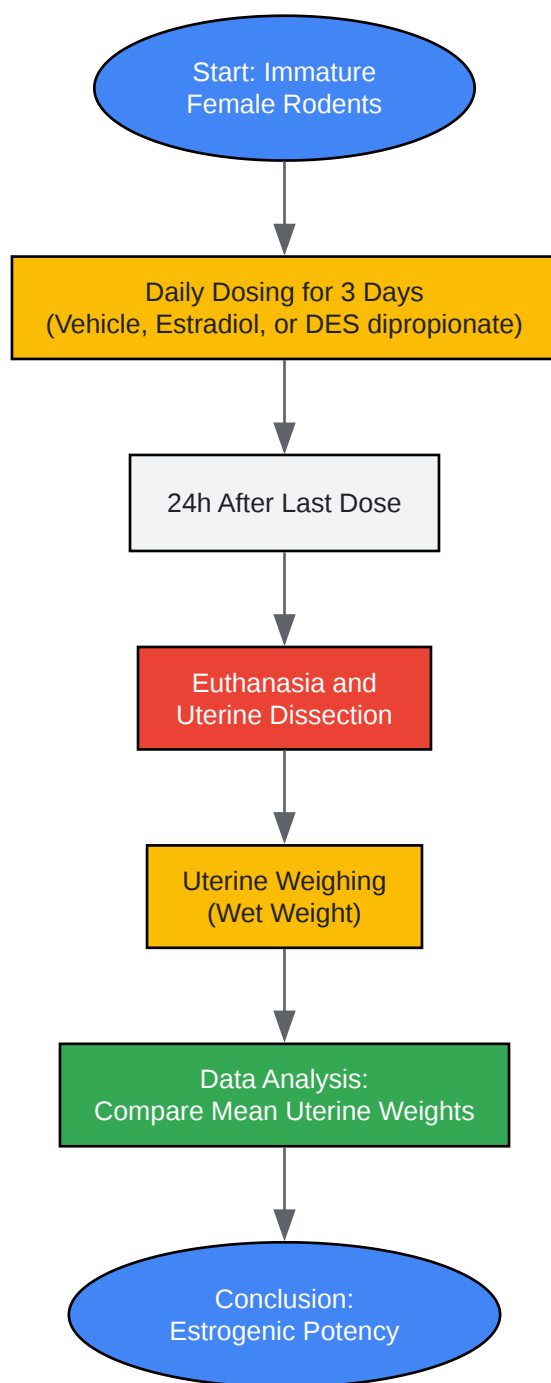 Start: Immature
Female Rodents
Daily Dosing for 3 Days
(Vehicle, Estradiol, or DES dipropionate)
24h After Last Dose
Euthanasia and
Uterine Dissection
Uterine Weighing
(Wet Weight)
Data Analysis:
Compare Mean Uterine Weights
Conclusion:
Estrogenic Potency